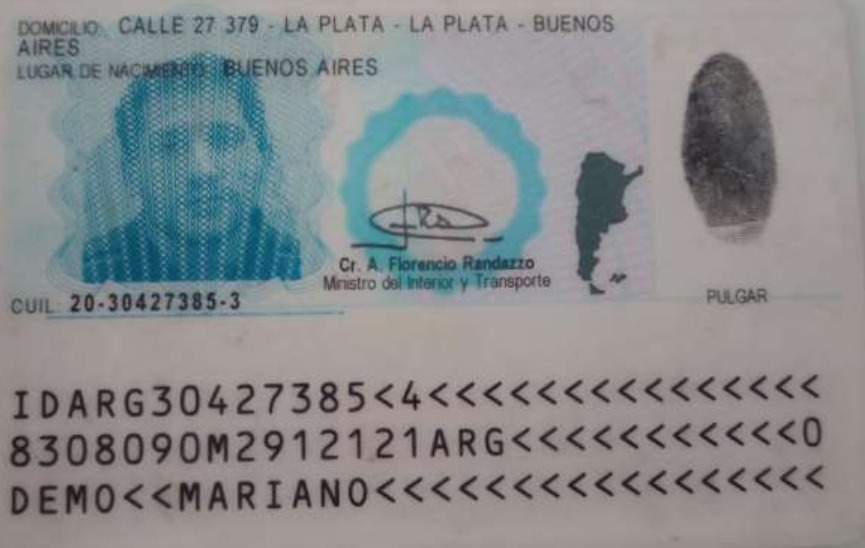 DOMICILIO: CALLE 27 379 - LA PLATA - LA PLATA - BUENOS
AIRES
LUGAR DE NACIMIENTO: BUENOS AIRES
Cr. A. Florencio Randazzo
Ministro del Interior y Transporte
CUIL: 20-30427385-3
PULGAR
IDARG30427385<4<<<<<<<<<<<<<<<
8308090M2912121ARG<<<<<<<<<<<0
DEMO<<MARIANO<<<<<<<<<<<<<<<<<